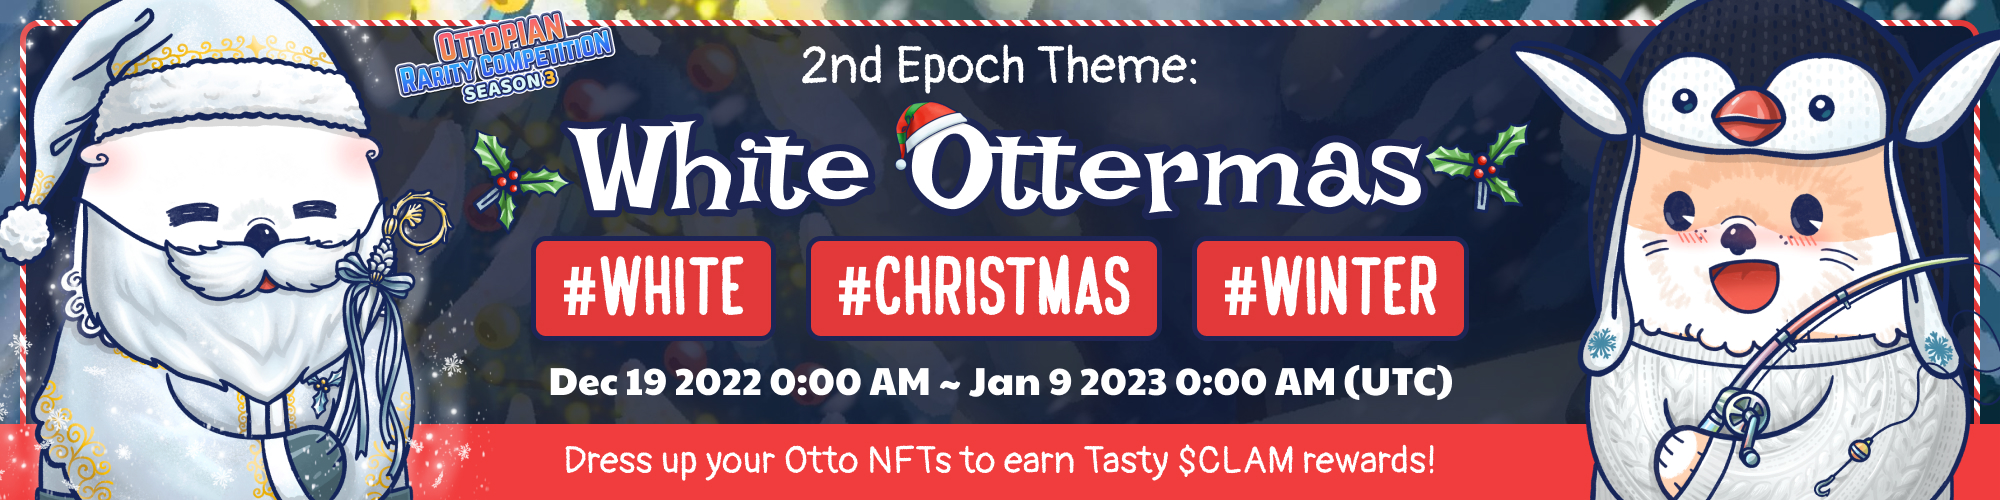 OTTOPIAN
RARITY COMPETITION
SEASON 3
2nd Epoch Theme:
White Ottermas
#WHITE #CHRISTMAS #WINTER
Dec 19 2022 0:00 AM ~ Jan 9 2023 0:00 AM (UTC)
Dress up your Otto NFTs to earn Tasty $CLAM rewards!